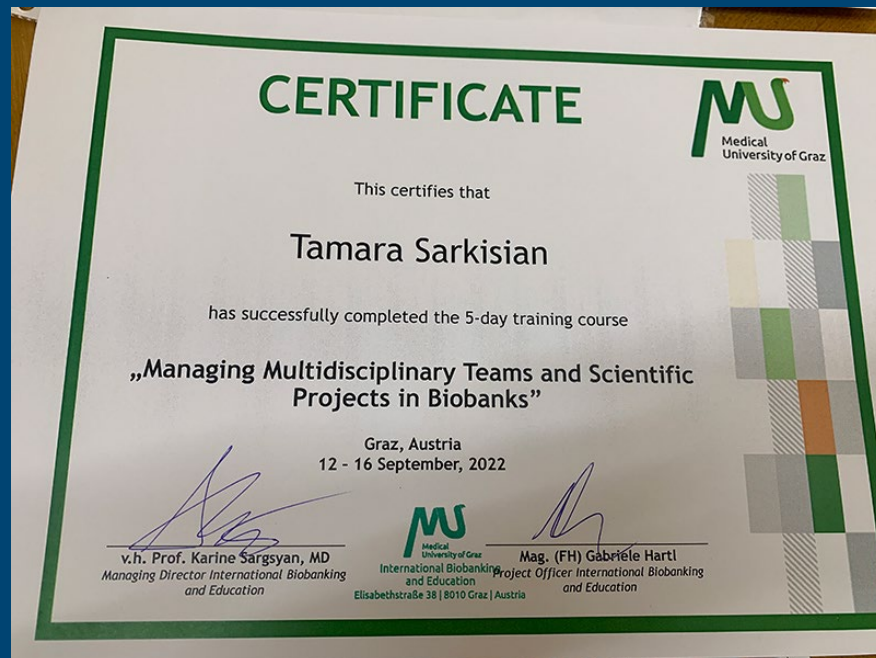 CERTIFICATE
MU
Medical
University of Graz
This certifies that
Tamara Sarkisian
has successfully completed the 5-day training course
„Managing Multidisciplinary Teams and Scientific
Projects in Biobanks”
Graz, Austria
12 - 16 September, 2022
v.h. Prof. Karine Sargsyan, MD
Managing Director International Biobanking
and Education
MU
Medical
University of Graz
International Biobanking
and Education
Elisabethstraße 38 | 8010 Graz | Austria
Mag. (FH) Gabriele Hartl
Project Officer International Biobanking
and Education